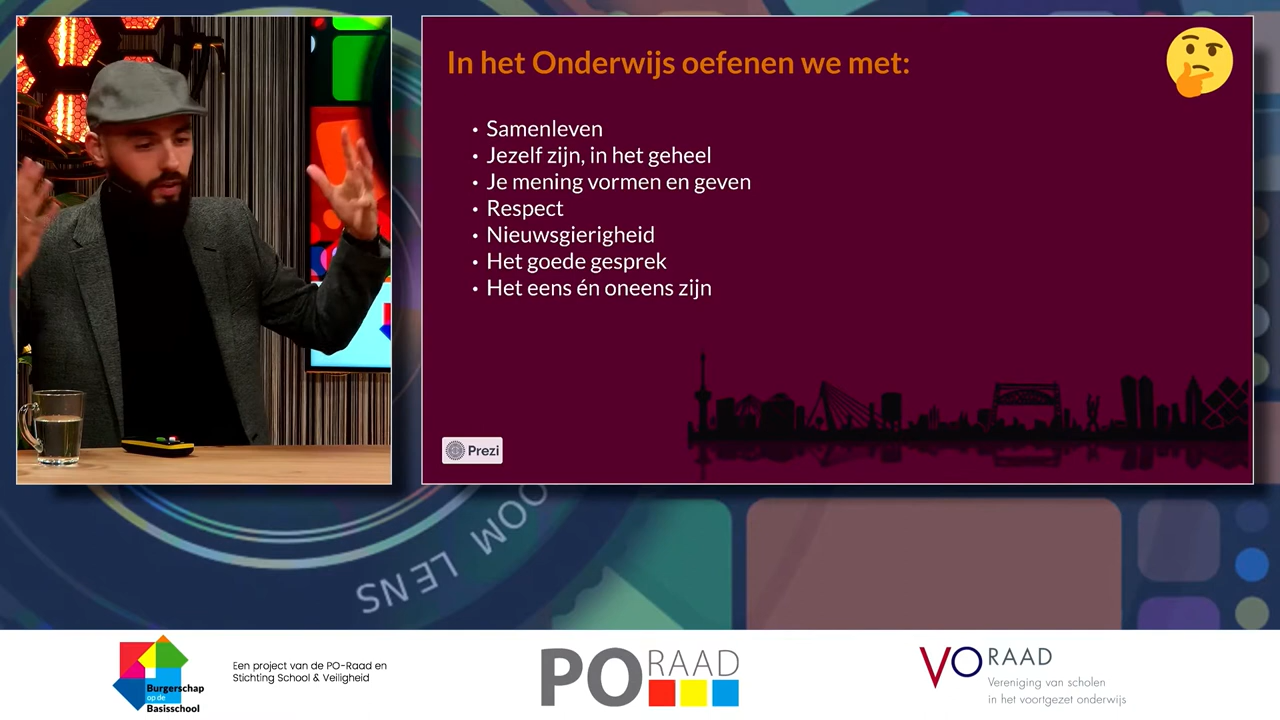 In het Onderwijs oefenen we met:
• Samenleven
• Jezelf zijn, in het geheel
• Je mening vormen en geven
• Respect
• Nieuwsgierigheid
• Het goede gesprek
• Het eens én oneens zijn
Prezi
OOM LENS
Burgerschap
op de
Basisschool
Een project van de PO-Raad en
Stichting School & Veiligheid
PO RAAD
VO RAAD
Vereniging van scholen
in het voortgezet onderwijs